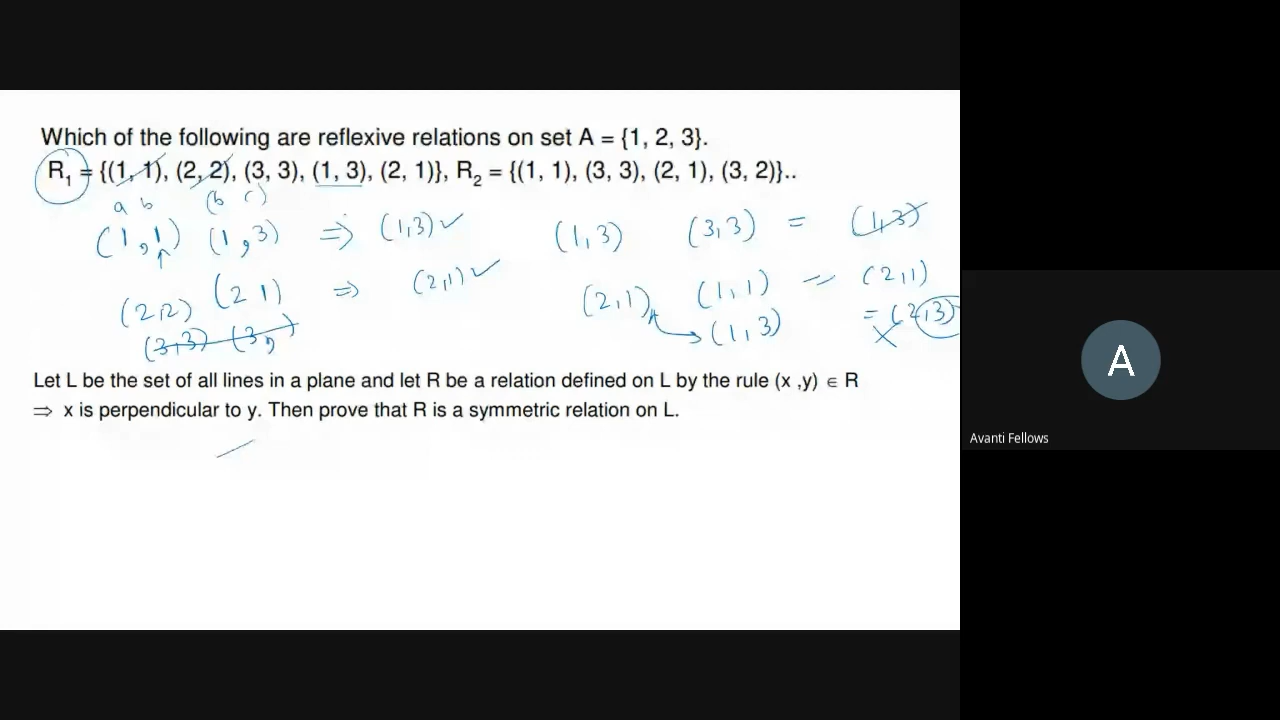 Which of the following are reflexive relations on set A = {1, 2, 3}.
R₁ = {(1, 1), (2, 2), (3, 3), (1, 3), (2, 1)}, R₂ = {(1, 1), (3, 3), (2, 1), (3, 2)}..
a b (b c)
(1,1) (1,3) ⇒ (1,3) ✓ (1,3) (3,3) = (1,3)
(2,2) (2 1) ⇒ (2,1) ✓ (2,1) (1,1) = (2,1)
(3,3) (3, ) (1,3) = (2,3) X
Let L be the set of all lines in a plane and let R be a relation defined on L by the rule (x ,y) ∈ R
⇒ x is perpendicular to y. Then prove that R is a symmetric relation on L.
A
Avanti Fellows